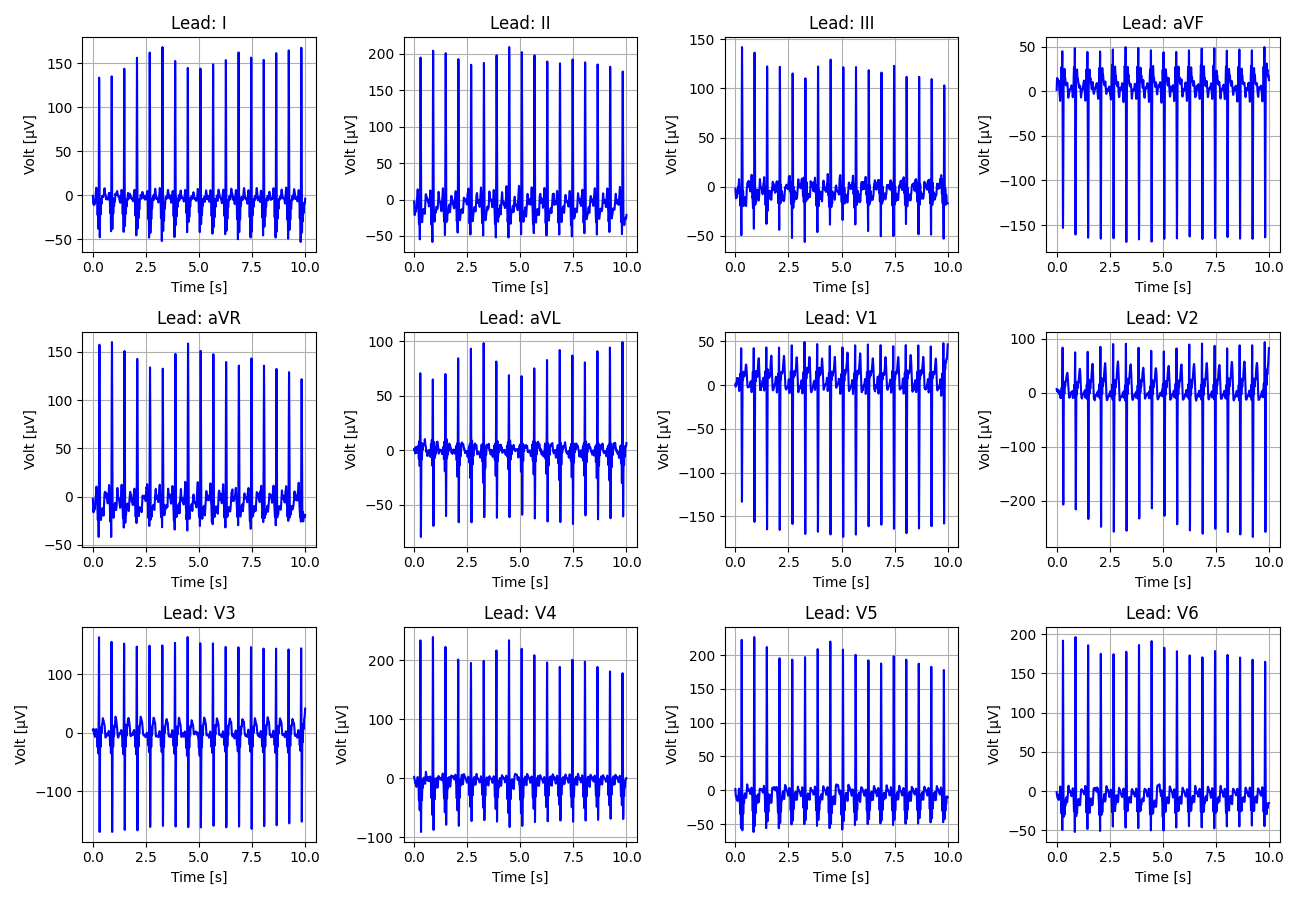 Lead: I Lead: II Lead: III Lead: aVF
Volt [μV] 150 100 50 0 −50
Volt [μV] 200 150 100 50 0 −50
Volt [μV] 150 100 50 0 −50
Volt [μV] 50 0 −50 −100 −150
0.0 2.5 5.0 7.5 10.0 0.0 2.5 5.0 7.5 10.0 0.0 2.5 5.0 7.5 10.0 0.0 2.5 5.0 7.5 10.0
Time [s] Time [s] Time [s] Time [s]
Lead: aVR Lead: aVL Lead: V1 Lead: V2
Volt [μV] 150 100 50 0 −50
Volt [μV] 100 50 0 −50
Volt [μV] 50 0 −50 −100 −150
Volt [μV] 100 0 −100 −200
0.0 2.5 5.0 7.5 10.0 0.0 2.5 5.0 7.5 10.0 0.0 2.5 5.0 7.5 10.0 0.0 2.5 5.0 7.5 10.0
Time [s] Time [s] Time [s] Time [s]
Lead: V3 Lead: V4 Lead: V5 Lead: V6
Volt [μV] 100 0 −100
Volt [μV] 200 100 0 −100
Volt [μV] 200 150 100 50 0 −50
Volt [μV] 200 150 100 50 0 −50
0.0 2.5 5.0 7.5 10.0 0.0 2.5 5.0 7.5 10.0 0.0 2.5 5.0 7.5 10.0 0.0 2.5 5.0 7.5 10.0
Time [s] Time [s] Time [s] Time [s]